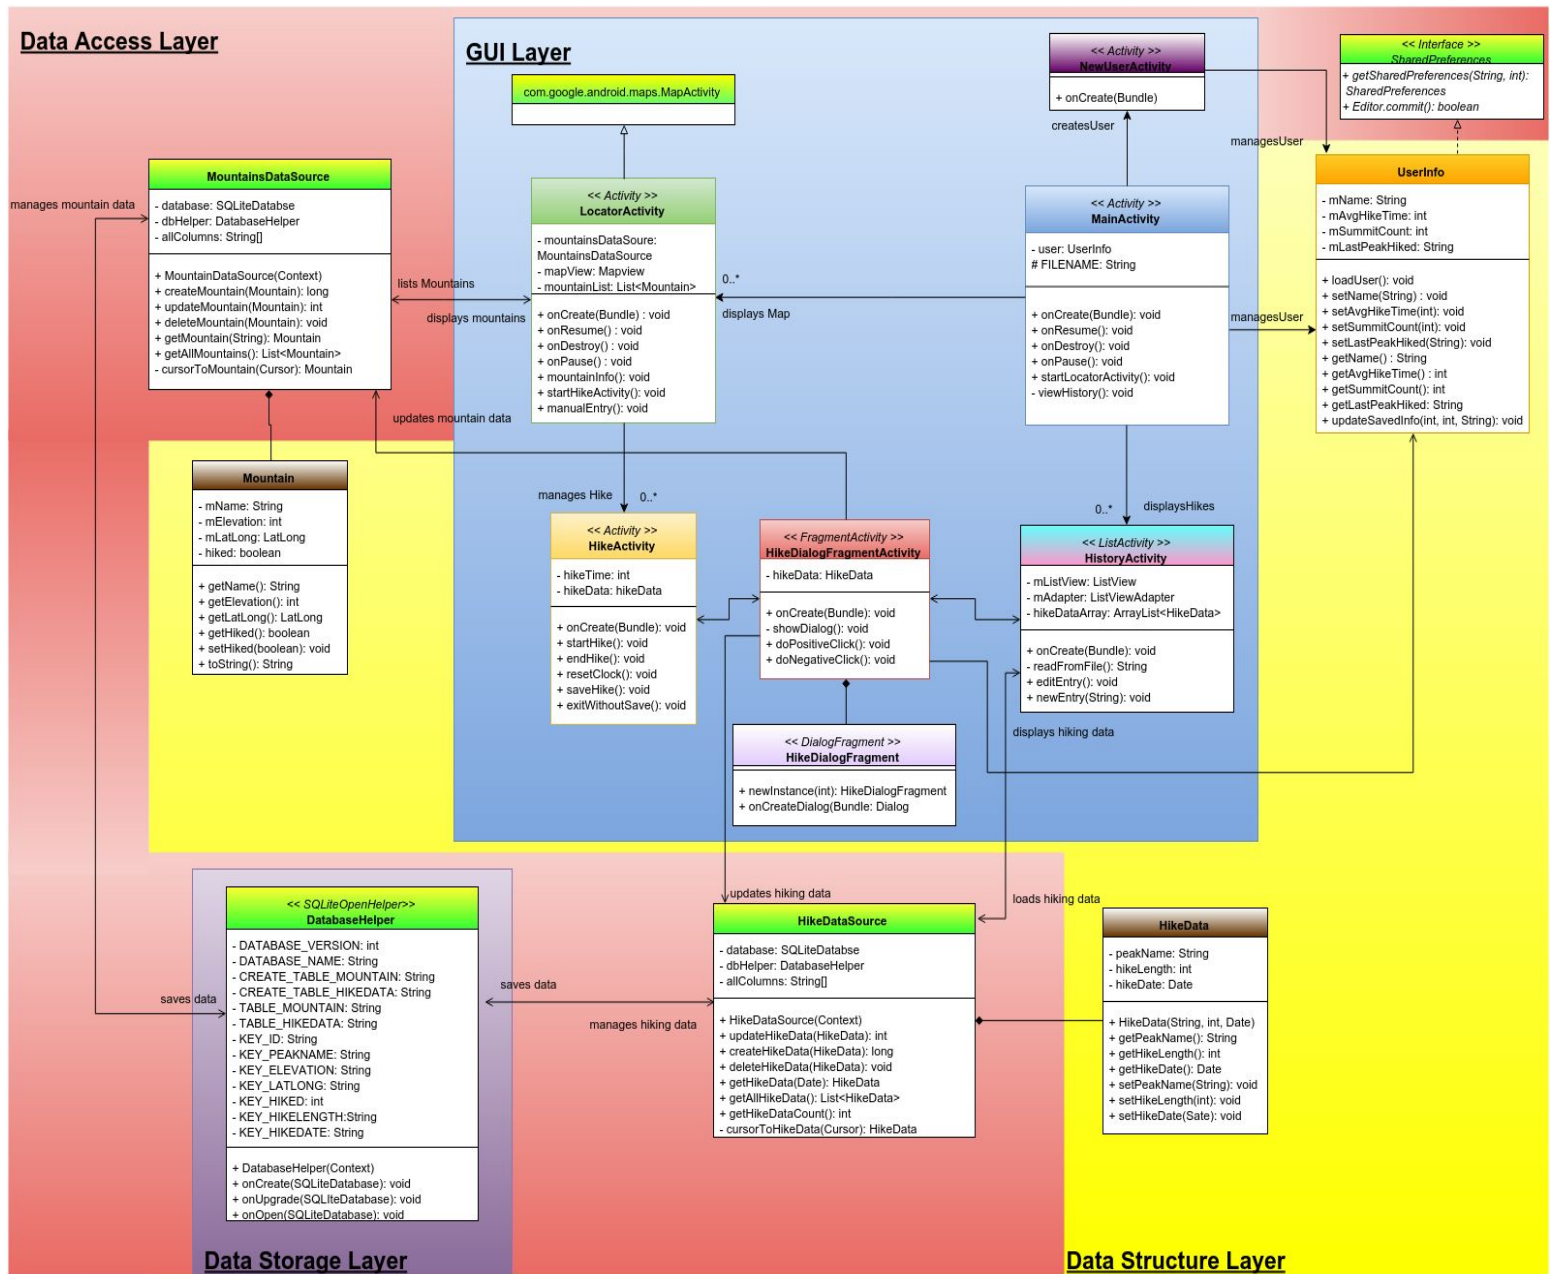 Data Access Layer
GUI Layer
<< Activity >>
NewUserActivity
+ onCreate(Bundle)
<< Interface >>
SharedPreferences
+ getSharedPreferences(String, int):
SharedPreferences
+ Editor.commit(): boolean
com.google.android.maps.MapActivity
createsUser
managesUser
MountainsDataSource
- database: SQLiteDatabse
- dbHelper: DatabaseHelper
- allColumns: String[]
+ MountainDataSource(Context)
+ createMountain(Mountain): long
+ updateMountain(Mountain): int
+ deleteMountain(Mountain): void
+ getMountain(String): Mountain
+ getAllMountains(): List<Mountain>
- cursorToMountain(Cursor): Mountain
manages mountain data
<< Activity >>
LocatorActivity
- mountainsDataSoure:
MountainsDataSource
- mapView: Mapview
- mountainList: List<Mountain>
+ onCreate(Bundle) : void
+ onResume() : void
+ onDestroy() : void
+ onPause() : void
+ mountainInfo(): void
+ startHikeActivity(): void
+ manualEntry(): void
lists Mountains
displays mountains
0..*
displays Map
<< Activity >>
MainActivity
- user: UserInfo
# FILENAME: String
+ onCreate(Bundle): void
+ onResume(): void
+ onDestroy(): void
+ onPause(): void
+ startLocatorActivity(): void
- viewHistory(): void
managesUser
UserInfo
- mName: String
- mAvgHikeTime: int
- mSummitCount: int
- mLastPeakHiked: String
+ loadUser(): void
+ setName(String) : void
+ setAvgHikeTime(int): void
+ setSummitCount(int): void
+ setLastPeakHiked(String): void
+ getName() : String
+ getAvgHikeTime() : int
+ getSummitCount(): int
+ getLastPeakHiked: String
+ updateSavedInfo(int, int, String): void
updates mountain data
Mountain
- mName: String
- mElevation: int
- mLatLong: LatLong
- hiked: boolean
+ getName(): String
+ getElevation(): int
+ getLatLong(): LatLong
+ getHiked(): boolean
+ setHiked(boolean): void
+ toString(): String
manages Hike
0..*
<< Activity >>
HikeActivity
- hikeTime: int
- hikeData: hikeData
+ onCreate(Bundle): void
+ startHike(): void
+ endHike(): void
+ resetClock(): void
+ saveHike(): void
+ exitWithoutSave(): void
<< FragmentActivity >>
HikeDialogFragmentActivity
- hikeData: HikeData
+ onCreate(Bundle): void
- showDialog(): void
+ doPositiveClick(): void
+ doNegativeClick(): void
0..*
displaysHikes
<< ListActivity >>
HistoryActivity
- mListView: ListView
- mAdapter: ListViewAdapter
- hikeDataArray: ArrayList<HikeData>
+ onCreate(Bundle): void
- readFromFile(): String
+ editEntry(): void
+ newEntry(String): void
displays hiking data
<< DialogFragment >>
HikeDialogFragment
+ newInstance(int): HikeDialogFragment
+ onCreateDialog(Bundle: Dialog
<< SQLiteOpenHelper>>
DatabaseHelper
- DATABASE_VERSION: int
- DATABASE_NAME: String
- CREATE_TABLE_MOUNTAIN: String
- CREATE_TABLE_HIKEDATA: String
- TABLE_MOUNTAIN: String
- TABLE_HIKEDATA: String
- KEY_ID: String
- KEY_PEAKNAME: String
- KEY_ELEVATION: String
- KEY_LATLONG: String
- KEY_HIKED: int
- KEY_HIKELENGTH:String
- KEY_HIKEDATE: String
+ DatabaseHelper(Context)
+ onCreate(SQLiteDatabase): void
+ onUpgrade(SQLIteDatabase): void
+ onOpen(SQLiteDatabase): void
saves data
saves data
manages hiking data
updates hiking data
loads hiking data
HikeDataSource
- database: SQLiteDatabse
- dbHelper: DatabaseHelper
- allColumns: String[]
+ HikeDataSource(Context)
+ updateHikeData(HikeData): int
+ createHikeData(HikeData): long
+ deleteHikeData(HikeData): void
+ getHikeData(Date): HikeData
+ getAllHikeData(): List<HikeData>
+ getHikeDataCount(): int
- cursorToHikeData(Cursor): HikeData
HikeData
- peakName: String
- hikeLength: int
- hikeDate: Date
+ HikeData(String, int, Date)
+ getPeakName(): String
+ getHikeLength(): int
+ getHikeDate(): Date
+ setPeakName(String): void
+ setHikeLength(int): void
+ setHikeDate(Sate): void
Data Storage Layer
Data Structure Layer